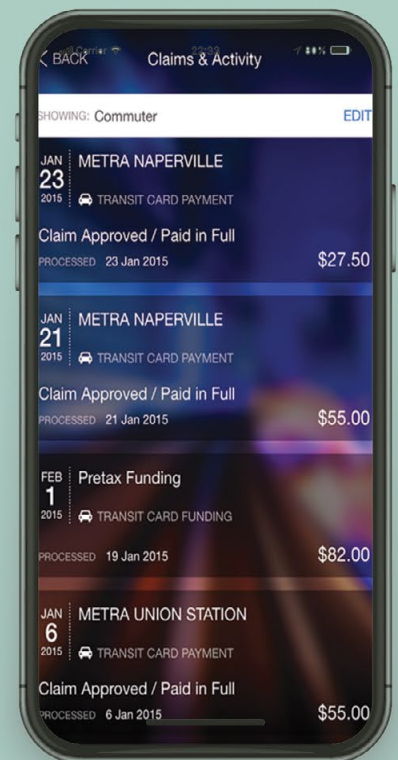 Carrier 22:33
BACK Claims & Activity
SHOWING: Commuter EDIT
JAN METRA NAPERVILLE
23
2015 TRANSIT CARD PAYMENT
Claim Approved / Paid in Full
PROCESSED 23 Jan 2015 $27.50
JAN METRA NAPERVILLE
21
2015 TRANSIT CARD PAYMENT
Claim Approved / Paid in Full
PROCESSED 21 Jan 2015 $55.00
FEB Pretax Funding
1
2015 TRANSIT CARD FUNDING
PROCESSED 19 Jan 2015 $82.00
JAN METRA UNION STATION
6
2015 TRANSIT CARD PAYMENT
Claim Approved / Paid in Full
PROCESSED 6 Jan 2015 $55.00